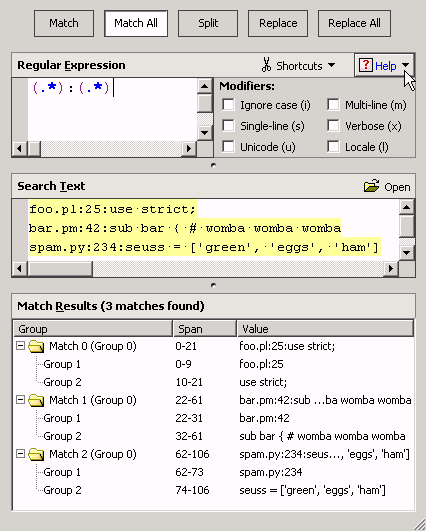 Match Match All Split Replace Replace All
Regular Expression Shortcuts ? Help
(.*):(.*)
Modifiers:
Ignore case (i) Multi-line (m)
Single-line (s) Verbose (x)
Unicode (u) Locale (l)
Search Text Open
foo.pl:25:use·strict;
bar.pm:42:sub·bar·{·#·womba·womba·womba
spam.py:234:seuss·=·['green',·'eggs',·'ham']
Match Results (3 matches found)
Group Span Value
Match 0 (Group 0) 0-21 foo.pl:25:use strict;
Group 1 0-9 foo.pl:25
Group 2 10-21 use strict;
Match 1 (Group 0) 22-61 bar.pm:42:sub ...ba womba womba
Group 1 22-31 bar.pm:42
Group 2 32-61 sub bar { # womba womba womba
Match 2 (Group 0) 62-106 spam.py:234:seus..., 'eggs', 'ham']
Group 1 62-73 spam.py:234
Group 2 74-106 seuss = ['green', 'eggs', 'ham']